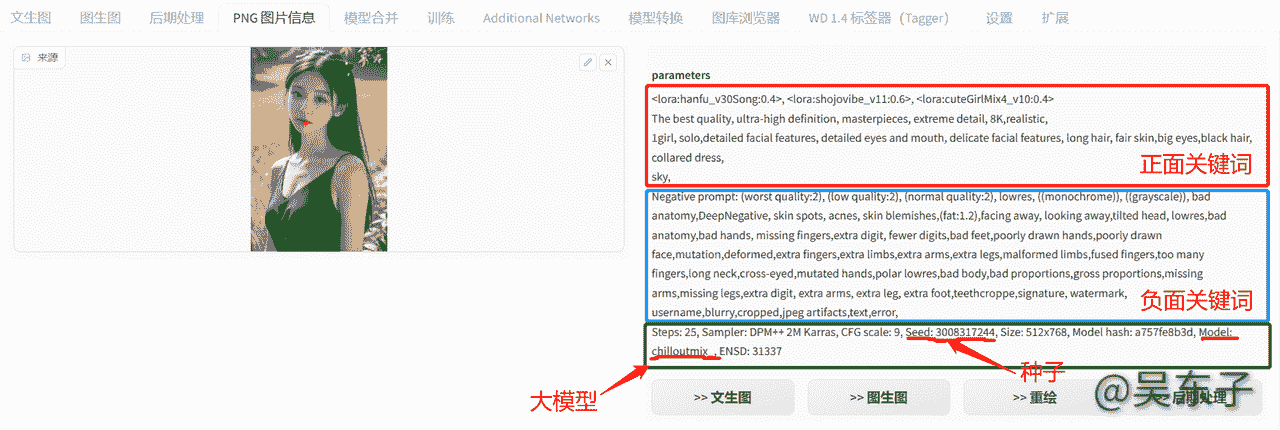 文生图 图生图 后期处理 PNG 图片信息 模型合并 训练 Additional Networks 模型转换 图库浏览器 WD 1.4 标签器（Tagger） 设置 扩展
来源
parameters
<lora:hanfu_v30Song:0.4>, <lora:shojovibe_v11:0.6>, <lora:cuteGirlMix4_v10:0.4>
The best quality, ultra-high definition, masterpieces, extreme detail, 8K,realistic,
1girl, solo,detailed facial features, detailed eyes and mouth, delicate facial features, long hair, fair skin,big eyes,black hair,
collared dress,
sky,
正面关键词
Negative prompt: (worst quality:2), (low quality:2), (normal quality:2), lowres, ((monochrome)), ((grayscale)), bad
anatomy,DeepNegative, skin spots, acnes, skin blemishes,(fat:1.2),facing away, looking away,tilted head, lowres,bad
anatomy,bad hands, missing fingers,extra digit, fewer digits,bad feet,poorly drawn hands,poorly drawn
face,mutation,deformed,extra fingers,extra limbs,extra arms,extra legs,malformed limbs,fused fingers,too many
fingers,long neck,cross-eyed,mutated hands,polar lowres,bad body,bad proportions,gross proportions,missing
arms,missing legs,extra digit, extra arms, extra leg, extra foot,teethcroppe,signature, watermark,
username,blurry,cropped,jpeg artifacts,text,error,
负面关键词
Steps: 25, Sampler: DPM++ 2M Karras, CFG scale: 9, Seed: 3008317244, Size: 512x768, Model hash: a757fe8b3d, Model:
chilloutmix_, ENSD: 31337
种子
大模型
>> 文生图 >> 图生图 >> 重绘 >> 后期处理
@吴东子